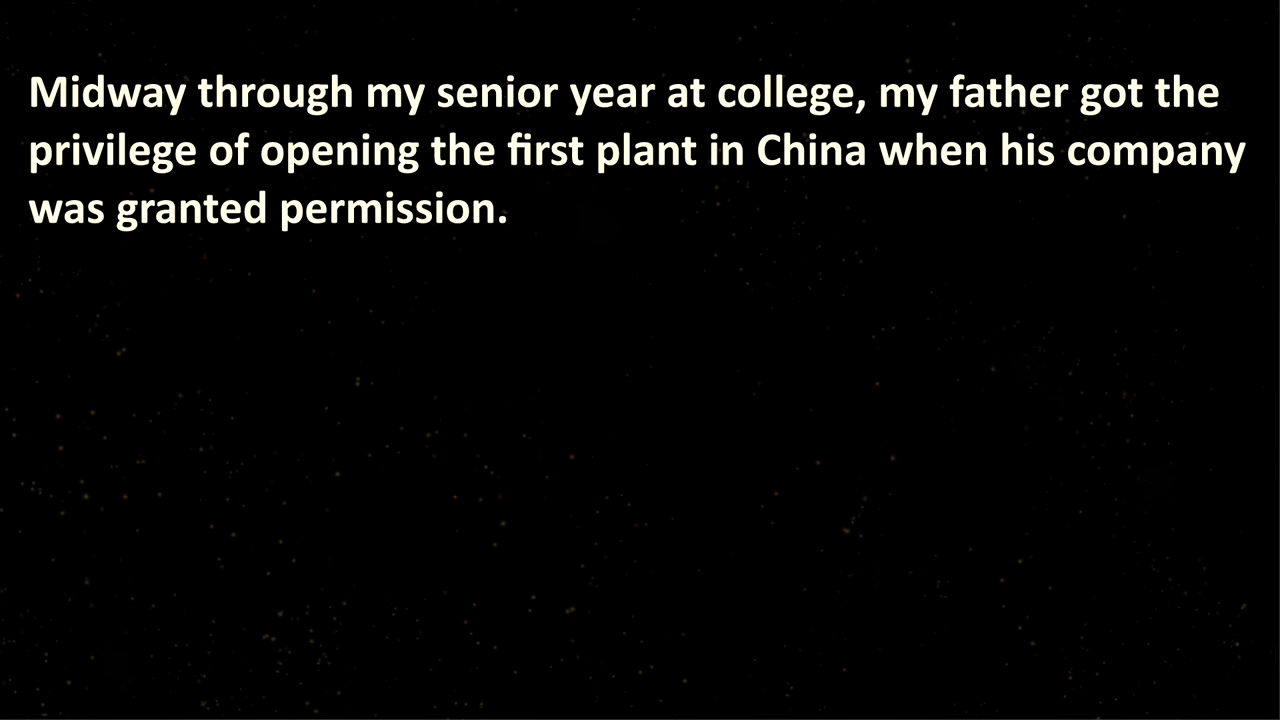 Midway through my senior year at college, my father got the
privilege of opening the first plant in China when his company
was granted permission.